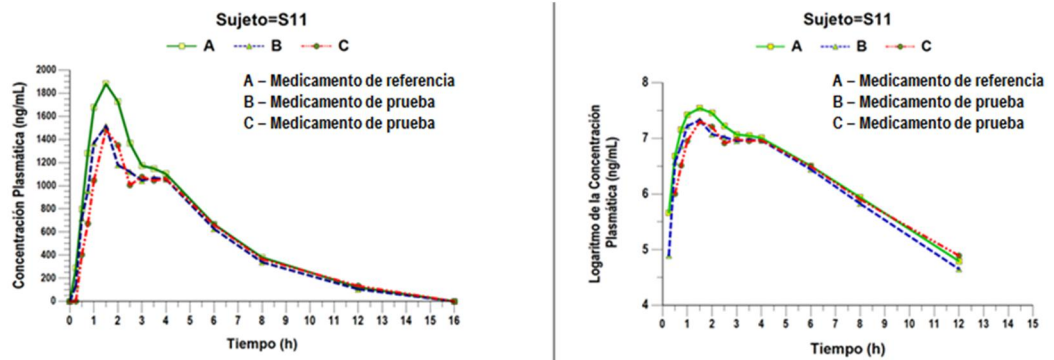 Sujeto=S11
A B C
A – Medicamento de referencia
B – Medicamento de prueba
C – Medicamento de prueba
Concentración Plasmática (ng/mL)
2000
1800
1600
1400
1200
1000
800
600
400
200
0
0 1 2 3 4 5 6 7 8 9 10 11 12 13 14 15 16
Tiempo (h)
Sujeto=S11
A B C
A – Medicamento de referencia
B – Medicamento de prueba
C – Medicamento de prueba
Logaritmo de la Concentración
Plasmática (ng/mL)
8
7
6
5
4
0 1 2 3 4 5 6 7 8 9 10 11 12 13 14 15
Tiempo (h)